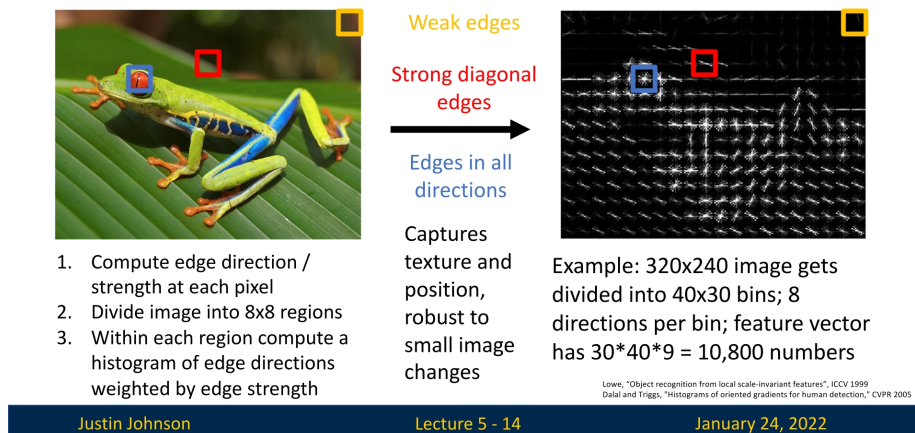 Weak edges
Strong diagonal
edges
Edges in all
directions
Captures
texture and
position,
robust to
small image
changes
1. Compute edge direction /
strength at each pixel
2. Divide image into 8x8 regions
3. Within each region compute a
histogram of edge directions
weighted by edge strength
Example: 320x240 image gets
divided into 40x30 bins; 8
directions per bin; feature vector
has 30*40*9 = 10,800 numbers
Lowe, "Object recognition from local scale-invariant features", ICCV 1999
Dalal and Triggs, "Histograms of oriented gradients for human detection," CVPR 2005
Justin Johnson
Lecture 5 - 14
January 24, 2022